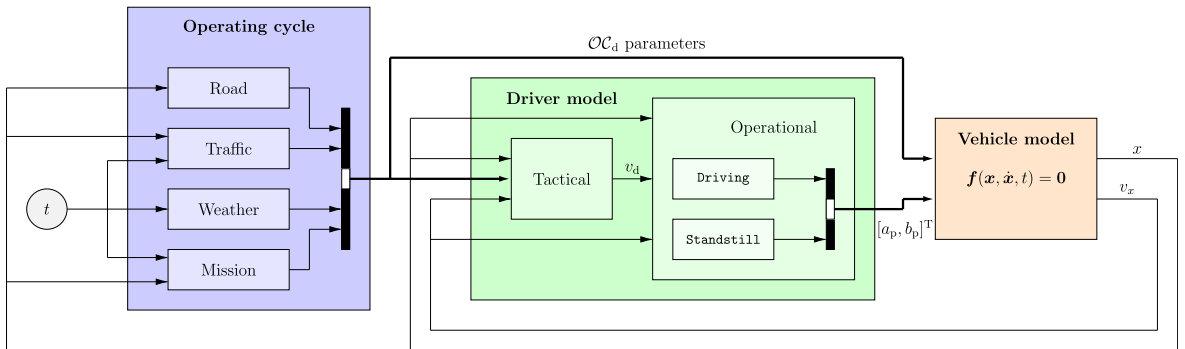 Operating cycle
Road
Traffic
Weather
Mission
t
𝒪𝒞_d parameters
Driver model
Tactical
v_d
Operational
Driving
Standstill
[a_p, b_p]^T
Vehicle model
f(x, ẋ, t) = 0
x
v_x